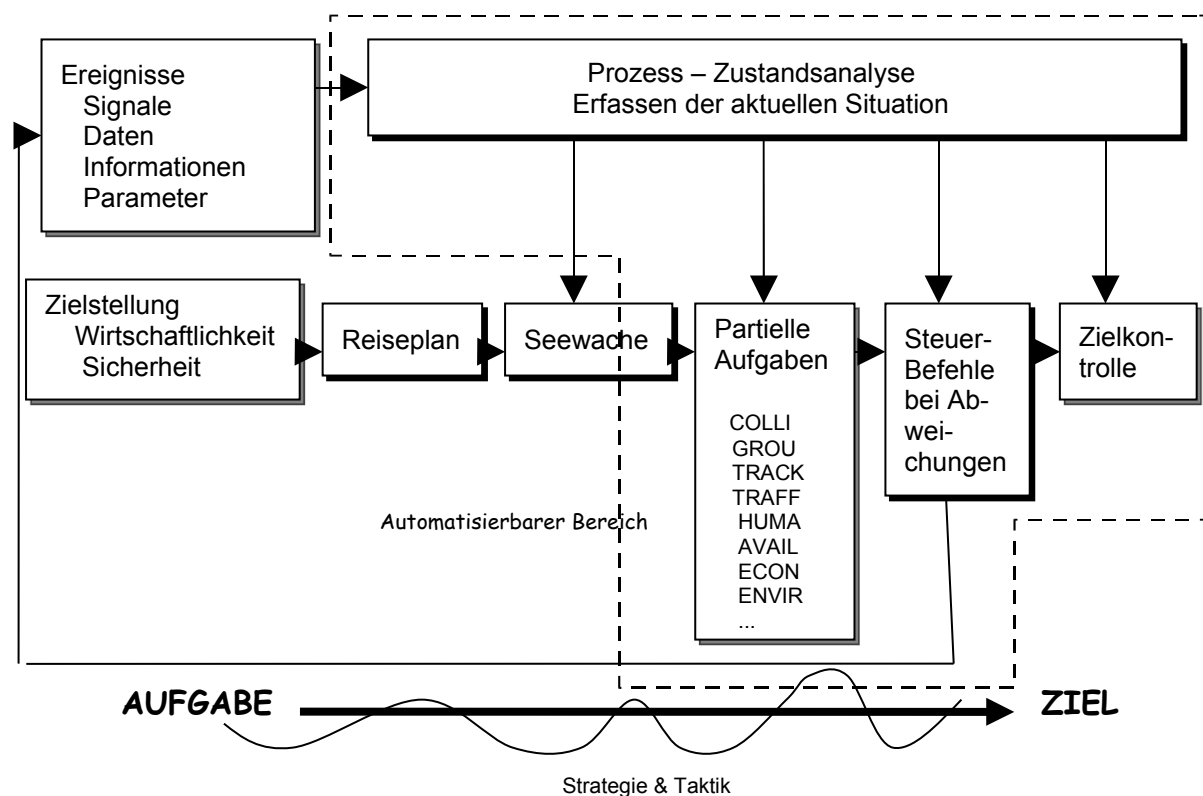 Ereignisse
Signale
Daten
Informationen
Parameter
Prozess – Zustandsanalyse
Erfassen der aktuellen Situation
Zielstellung
Wirtschaftlichkeit
Sicherheit
Reiseplan
Seewache
Partielle
Aufgaben
COLLI
GROU
TRACK
TRAFF
HUMA
AVAIL
ECON
ENVIR
...
Steuer-
Befehle
bei Ab-
wei-
chungen
Zielkon-
trolle
Automatisierbarer Bereich
AUFGABE
ZIEL
Strategie & Taktik